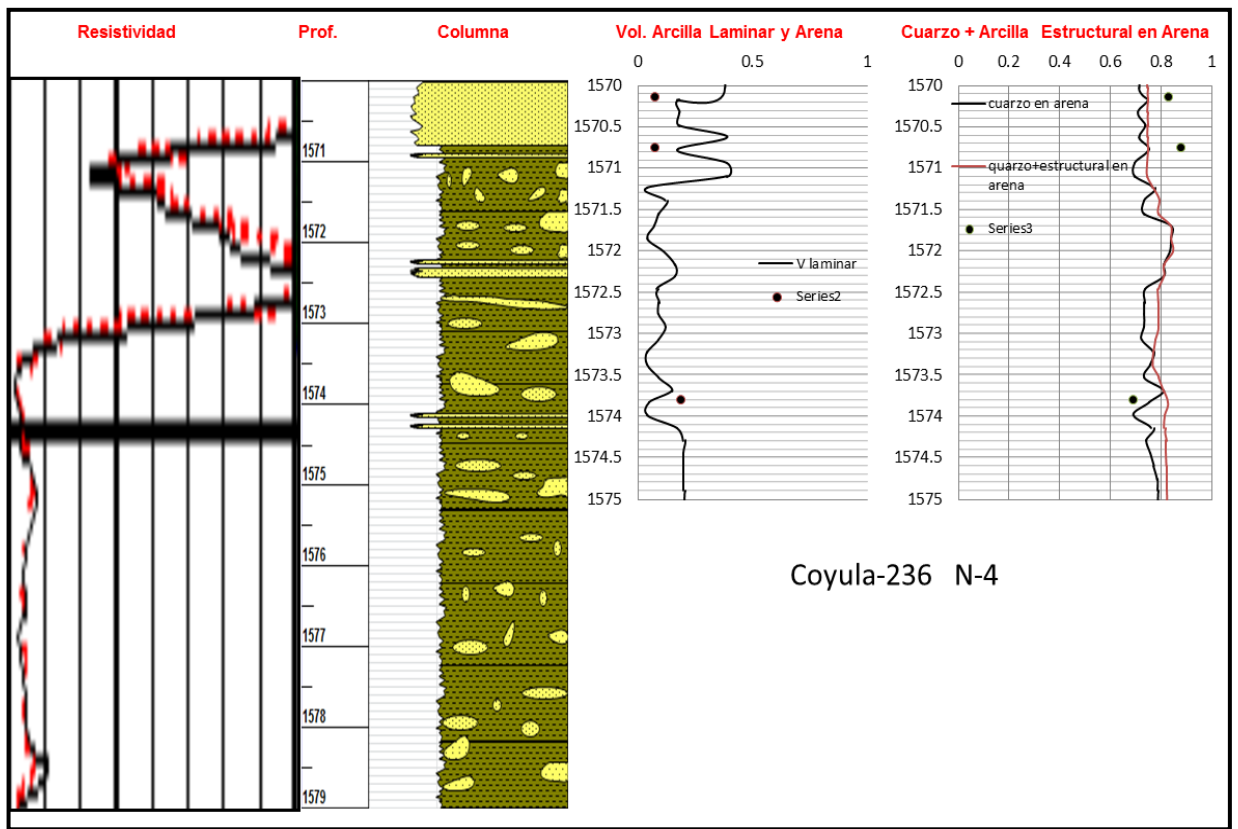 Resistividad
Prof.
Columna
Vol. Arcilla Laminar y Arena
Cuarzo + Arcilla Estructural en Arena
1571
1572
1573
1574
1575
1576
1577
1578
1579
0 0.5 1
1570
1570.5
1571
1571.5
1572
1572.5
1573
1573.5
1574
1574.5
1575
V laminar
Series2
0 0.2 0.4 0.6 0.8 1
1570
1570.5
1571
1571.5
1572
1572.5
1573
1573.5
1574
1574.5
1575
cuarzo en arena
quarzo+estructural en
arena
Series3
Coyula-236 N-4